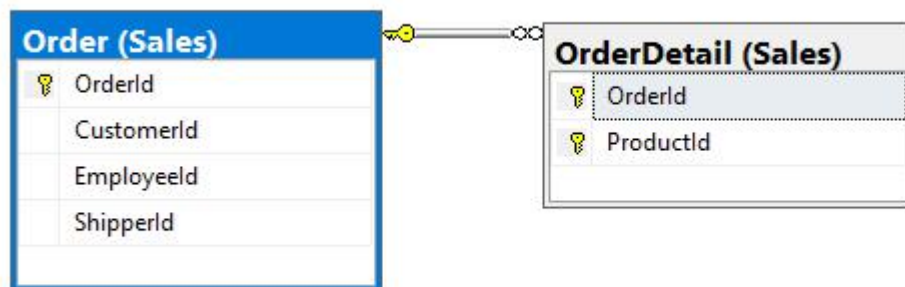 Order (Sales)
OrderId
CustomerId
EmployeeId
ShipperId
OrderDetail (Sales)
OrderId
ProductId